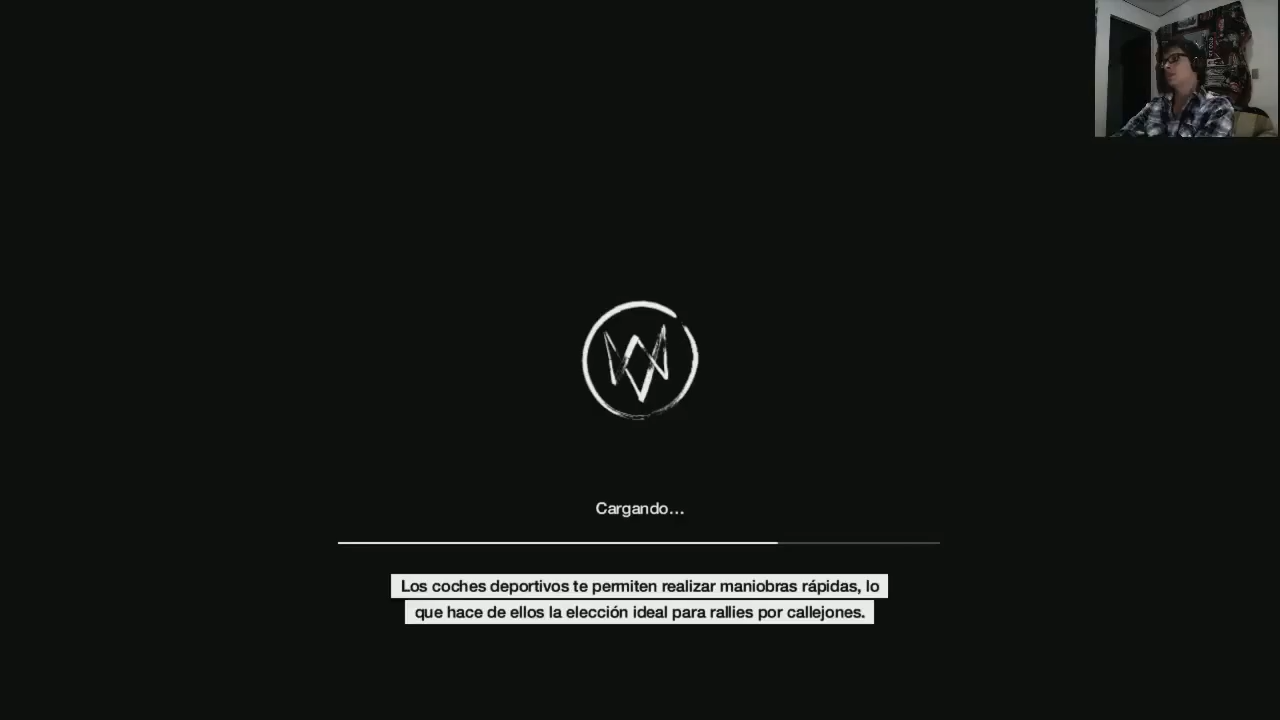 Cargando...
Los coches deportivos te permiten realizar maniobras rápidas, lo
que hace de ellos la elección ideal para rallies por callejones.